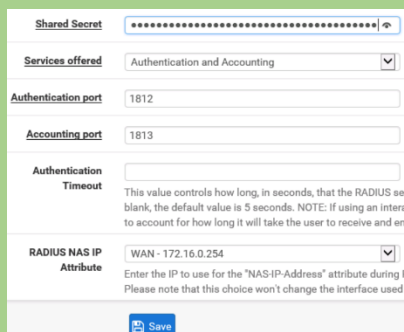 Shared Secret
Services offered Authentication and Accounting
Authentication port 1812
Accounting port 1813
Authentication
Timeout
This value controls how long, in seconds, that the RADIUS se
blank, the default value is 5 seconds. NOTE: If using an intera
to account for how long it will take the user to receive and en
RADIUS NAS IP
Attribute
WAN - 172.16.0.254
Enter the IP to use for the "NAS-IP-Address" attribute during
Please note that this choice won't change the interface used
Save